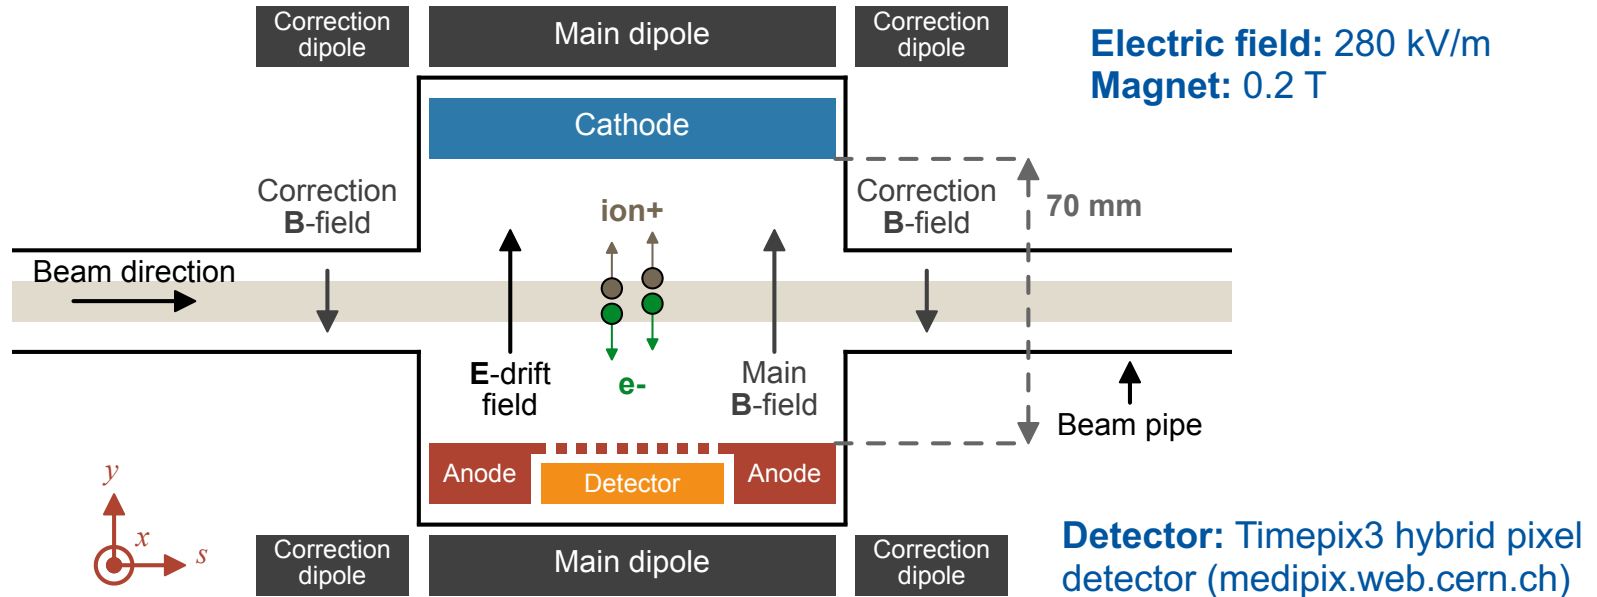 Correction
dipole
Main dipole
Correction
dipole
Electric field: 280 kV/m
Magnet: 0.2 T
Cathode
Correction
B-field
ion+
Correction
B-field
70 mm
Beam direction
E-drift
field
e-
Main
B-field
Beam pipe
Anode
Detector
Anode
y
x
s
Correction
dipole
Main dipole
Correction
dipole
Detector: Timepix3 hybrid pixel
detector (medipix.web.cern.ch)